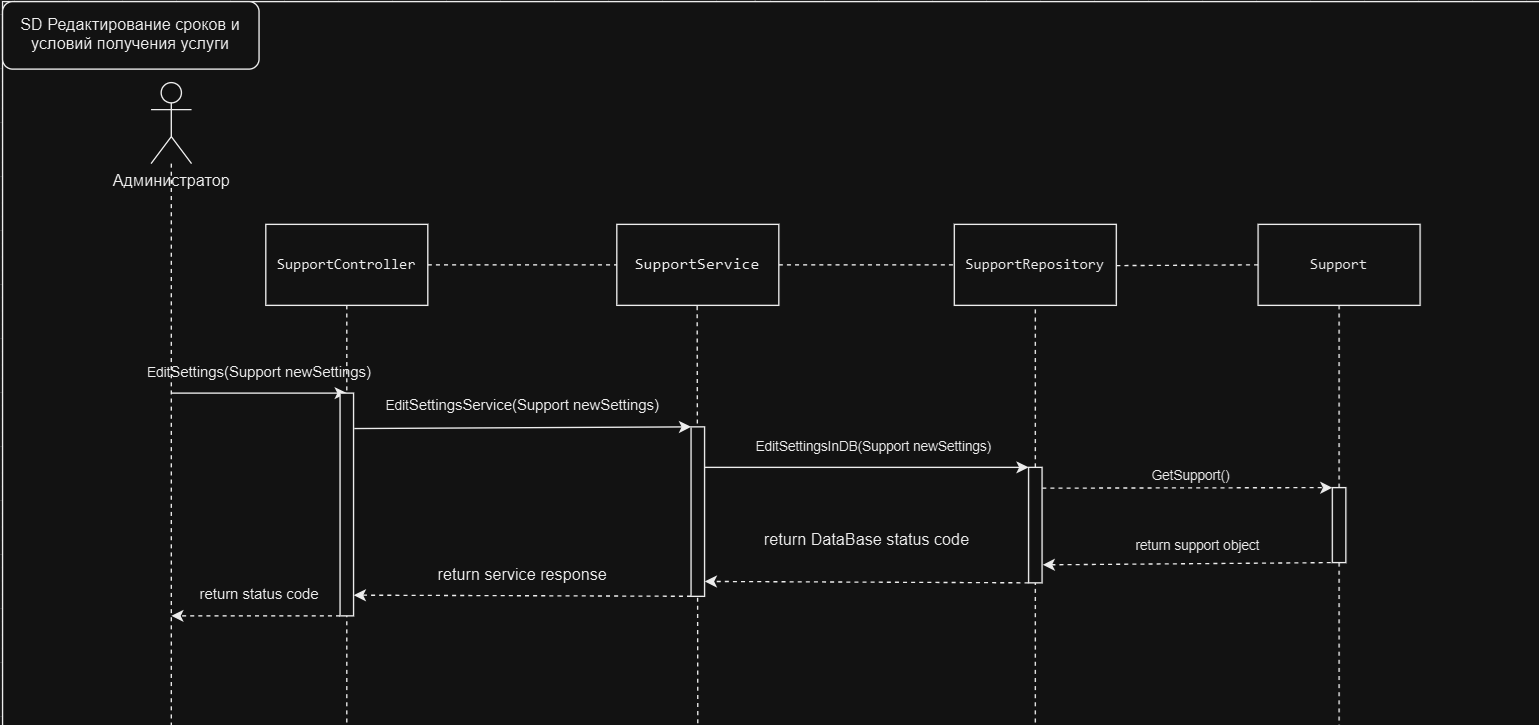 SD Редактирование сроков и
условий получения услуги
Администратор
SupportController
SupportService
SupportRepository
Support
EditSettings(Support newSettings)
EditSettingsService(Support newSettings)
EditSettingsInDB(Support newSettings)
GetSupport()
return DataBase status code
return support object
return service response
return status code